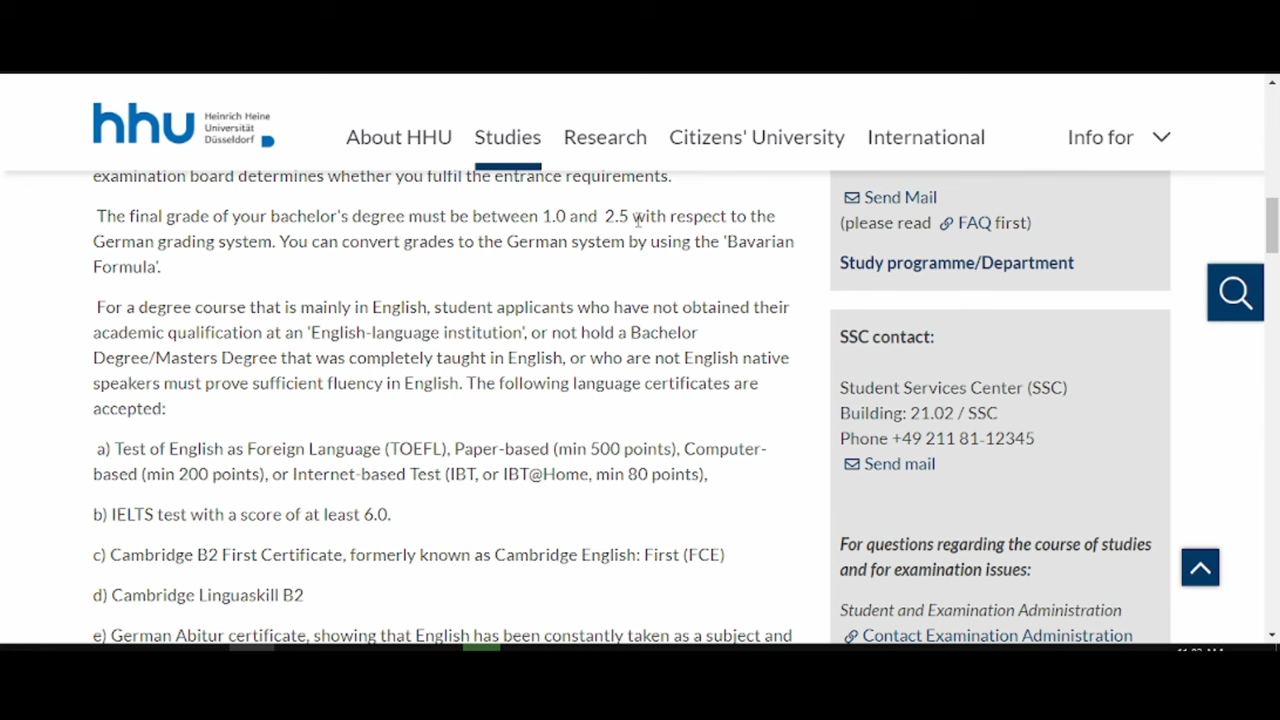 hhu Heinrich Heine
Universität
Düsseldorf
About HHU Studies Research Citizens' University International Info for
examination board determines whether you fulfil the entrance requirements.
The final grade of your bachelor's degree must be between 1.0 and 2.5 with respect to the
German grading system. You can convert grades to the German system by using the 'Bavarian
Formula'.
For a degree course that is mainly in English, student applicants who have not obtained their
academic qualification at an 'English-language institution', or not hold a Bachelor
Degree/Masters Degree that was completely taught in English, or who are not English native
speakers must prove sufficient fluency in English. The following language certificates are
accepted:
a) Test of English as Foreign Language (TOEFL), Paper-based (min 500 points), Computer-
based (min 200 points), or Internet-based Test (IBT, or IBT@Home, min 80 points),
b) IELTS test with a score of at least 6.0.
c) Cambridge B2 First Certificate, formerly known as Cambridge English: First (FCE)
d) Cambridge Linguaskill B2
e) German Abitur certificate, showing that English has been constantly taken as a subject and
Send Mail
(please read FAQ first)
Study programme/Department
SSC contact:
Student Services Center (SSC)
Building: 21.02 / SSC
Phone +49 211 81-12345
Send mail
For questions regarding the course of studies
and for examination issues:
Student and Examination Administration
Contact Examination Administration